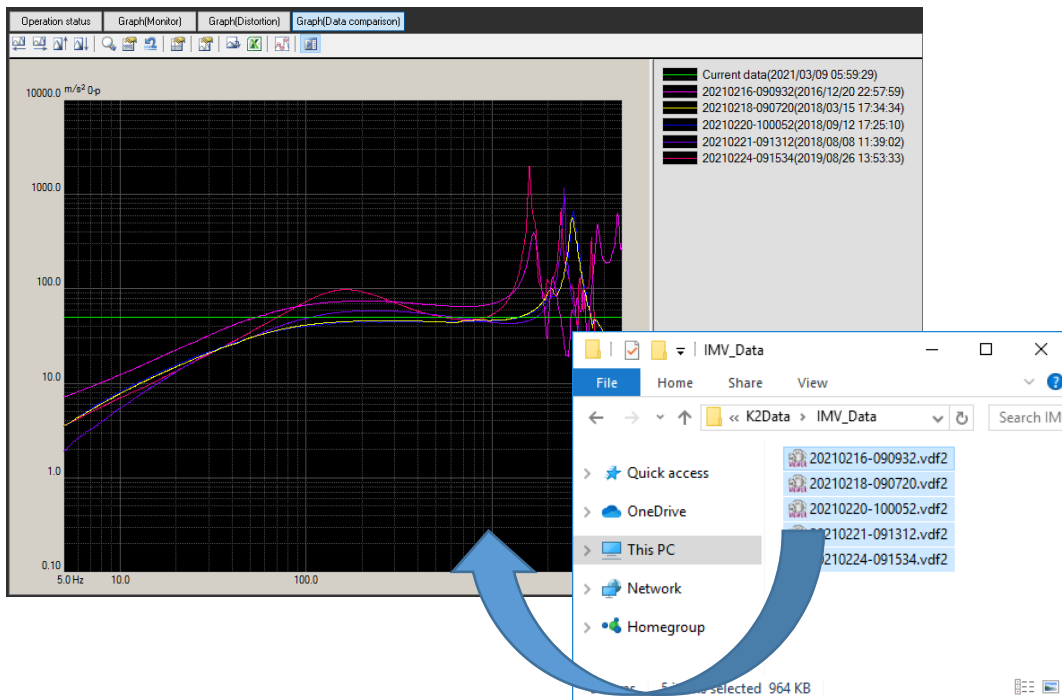 Operation status Graph(Monitor) Graph(Distortion) Graph(Data comparison)
10000.0 m/s² 0-p
1000.0
100.0
10.0
1.0
0.10
5.0 Hz 10.0 100.0
Current data(2021/03/09 05:59:29)
20210216-090932(2016/12/20 22:57:59)
20210218-090720(2018/03/15 17:34:34)
20210220-100052(2018/09/12 17:25:10)
20210221-091312(2018/08/08 11:39:02)
20210224-091534(2019/08/26 13:53:33)
IMV_Data
File Home Share View
« K2Data > IMV_Data
Search IM
Quick access
OneDrive
This PC
Network
Homegroup
20210216-090932.vdf2
20210218-090720.vdf2
20210220-100052.vdf2
20210221-091312.vdf2
20210224-091534.vdf2
selected 964 KB